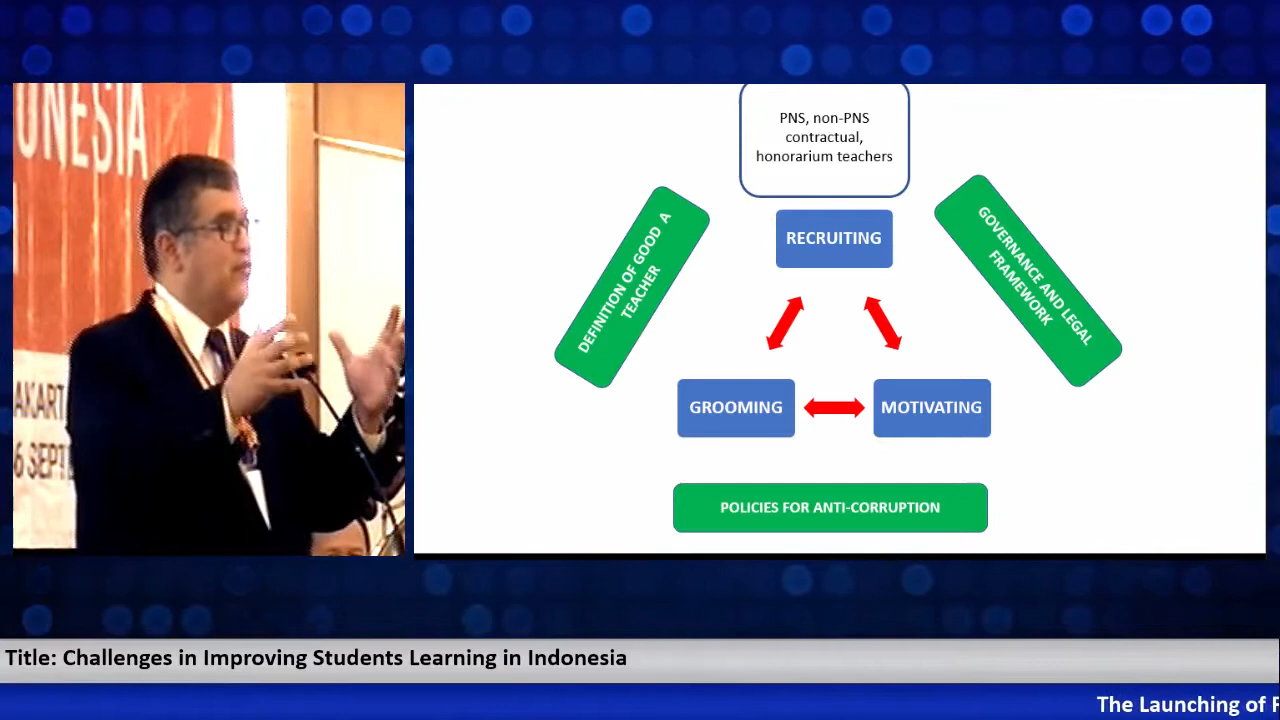 PNS, non-PNS
contractual,
honorarium teachers
DEFINITION OF GOOD A
TEACHER
GOVERNANCE AND LEGAL
FRAMEWORK
RECRUITING
GROOMING
MOTIVATING
POLICIES FOR ANTI-CORRUPTION
Title: Challenges in Improving Students Learning in Indonesia
The Launching of